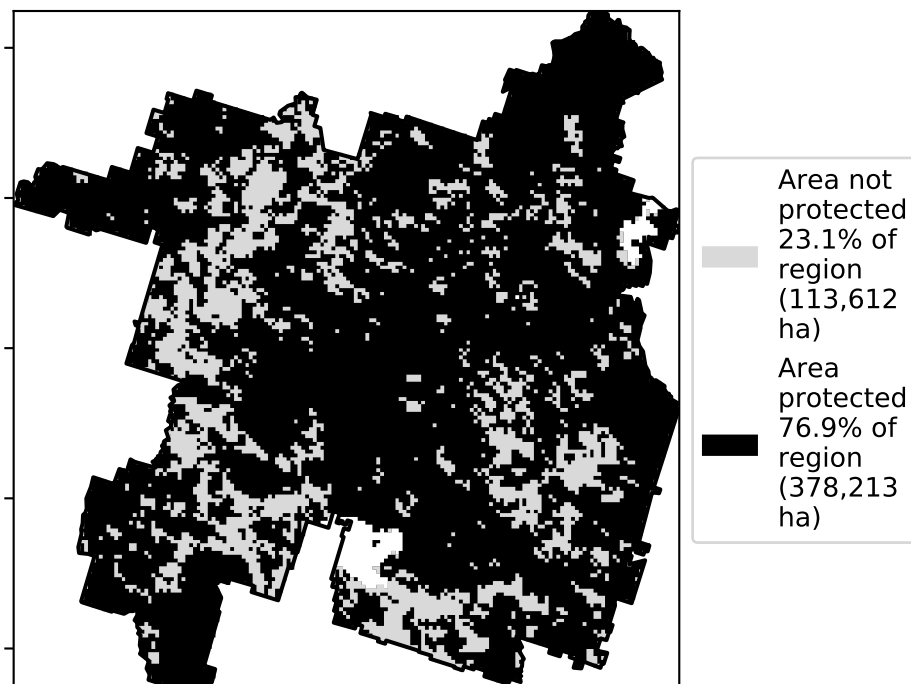 Area not
protected
23.1% of
region
(113,612
ha)
Area
protected
76.9% of
region
(378,213
ha)